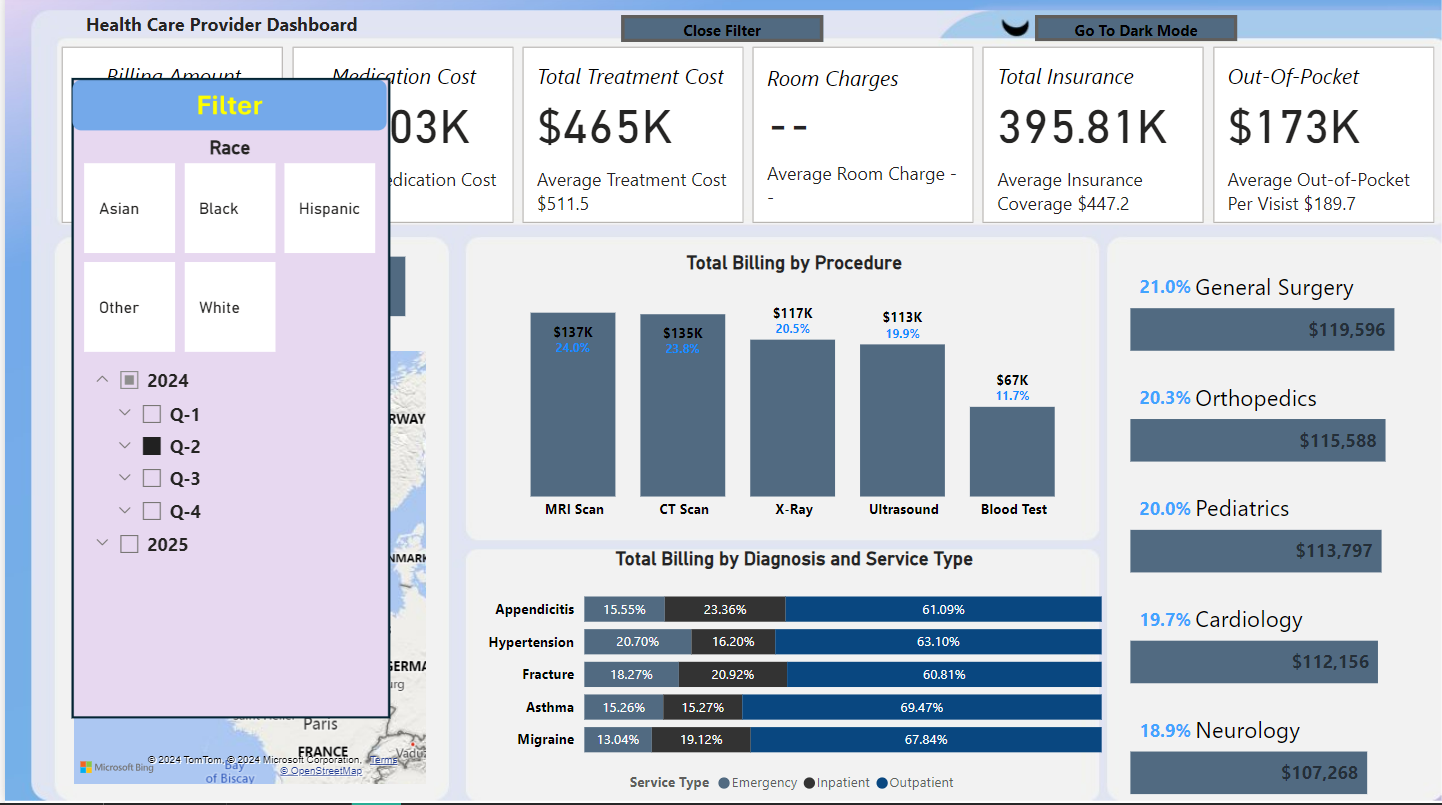 Health Care Provider Dashboard
Close Filter
Go To Dark Mode
Billing Amount
Medication Cost
03K
edication Cost
Total Treatment Cost
$465K
Average Treatment Cost
$511.5
Room Charges
--
Average Room Charge -
-
Total Insurance
395.81K
Average Insurance
Coverage $447.2
Out-Of-Pocket
$173K
Average Out-of-Pocket
Per Visist $189.7
Filter
Race
Asian
Black
Hispanic
Other
White
2024
Q-1
Q-2
Q-3
Q-4
2025
RWAY
NMARK
GERMA
urg
Paris
FRANCE
Vadu
Bay
of Biscay
Microsoft Bing
© 2024 TomTom, © 2024 Microsoft Corporation, Terms
© OpenStreetMap
Total Billing by Procedure
$137K
24.0%
$135K
23.8%
$117K
20.5%
$113K
19.9%
$67K
11.7%
MRI Scan
CT Scan
X-Ray
Ultrasound
Blood Test
Total Billing by Diagnosis and Service Type
Appendicitis 15.55% 23.36% 61.09%
Hypertension 20.70% 16.20% 63.10%
Fracture 18.27% 20.92% 60.81%
Asthma 15.26% 15.27% 69.47%
Migraine 13.04% 19.12% 67.84%
Service Type Emergency Inpatient Outpatient
21.0% General Surgery
$119,596
20.3% Orthopedics
$115,588
20.0% Pediatrics
$113,797
19.7% Cardiology
$112,156
18.9% Neurology
$107,268